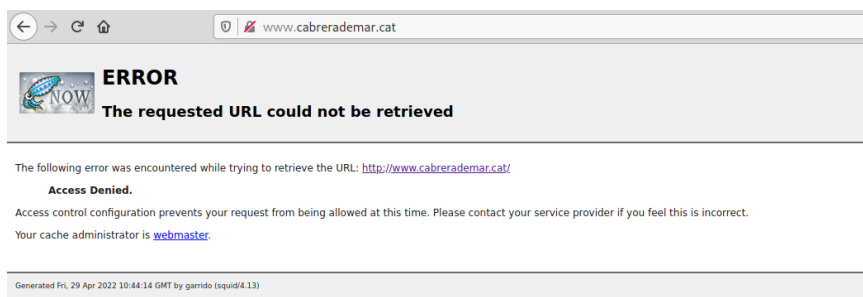 www.cabrerademar.cat
NOW
ERROR
The requested URL could not be retrieved
The following error was encountered while trying to retrieve the URL: http://www.cabrerademar.cat/
Access Denied.
Access control configuration prevents your request from being allowed at this time. Please contact your service provider if you feel this is incorrect.
Your cache administrator is webmaster.
Generated Fri, 29 Apr 2022 10:44:14 GMT by garrido (squid/4.13)